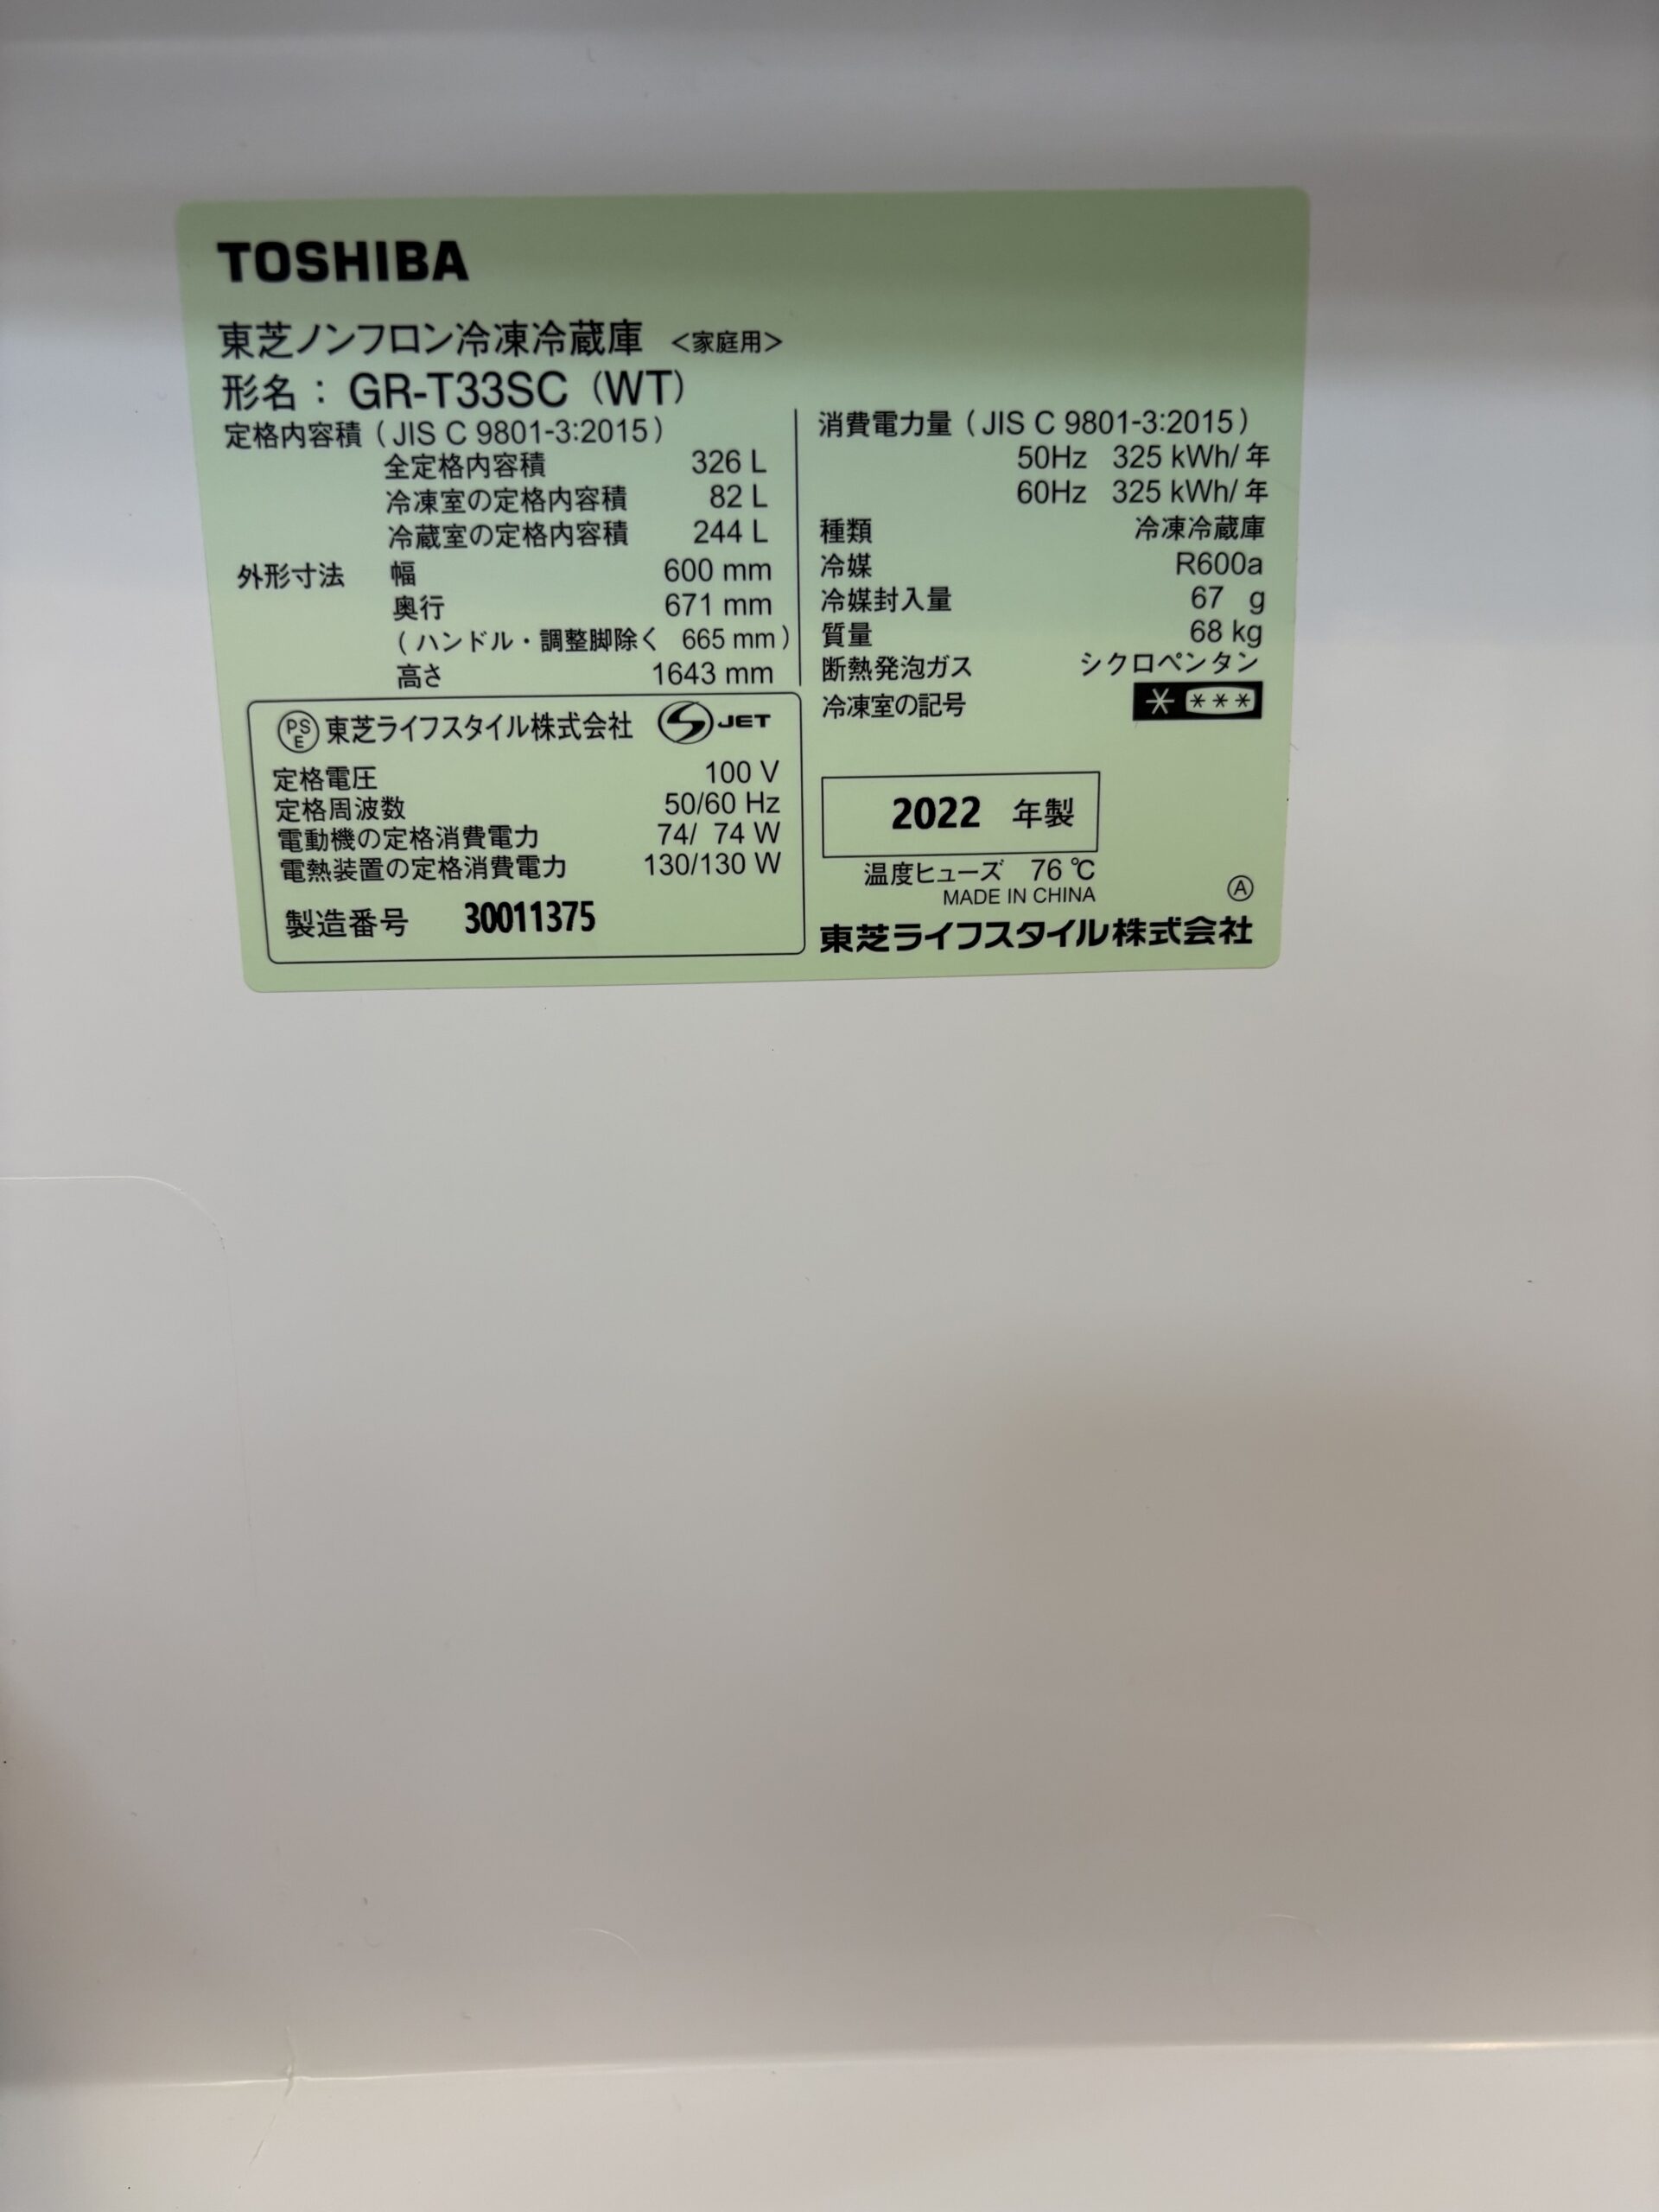 TOSHIBA
東芝ノンフロン冷凍冷蔵庫 <家庭用>
形名：GR-T33SC (WT)
定格内容積 (JIS C 9801-3:2015)
全定格内容積 326 L
冷凍室の定格内容積 82 L
冷蔵室の定格内容積 244 L
外形寸法 幅 600 mm
奥行 671 mm
(ハンドル・調整脚除く 665 mm)
高さ 1643 mm
PS E 東芝ライフスタイル株式会社 S JET
定格電圧 100 V
定格周波数 50/60 Hz
電動機の定格消費電力 74/ 74 W
電熱装置の定格消費電力 130/130 W
製造番号 30011375
消費電力量 (JIS C 9801-3:2015)
50Hz 325 kWh/年
60Hz 325 kWh/年
種類 冷凍冷蔵庫
冷媒 R600a
冷媒封入量 67 g
質量 68 kg
断熱発泡ガス シクロペンタン
冷凍室の記号 * ***
2022 年製
温度ヒューズ 76 ℃
MADE IN CHINA
Ⓐ
東芝ライフスタイル株式会社